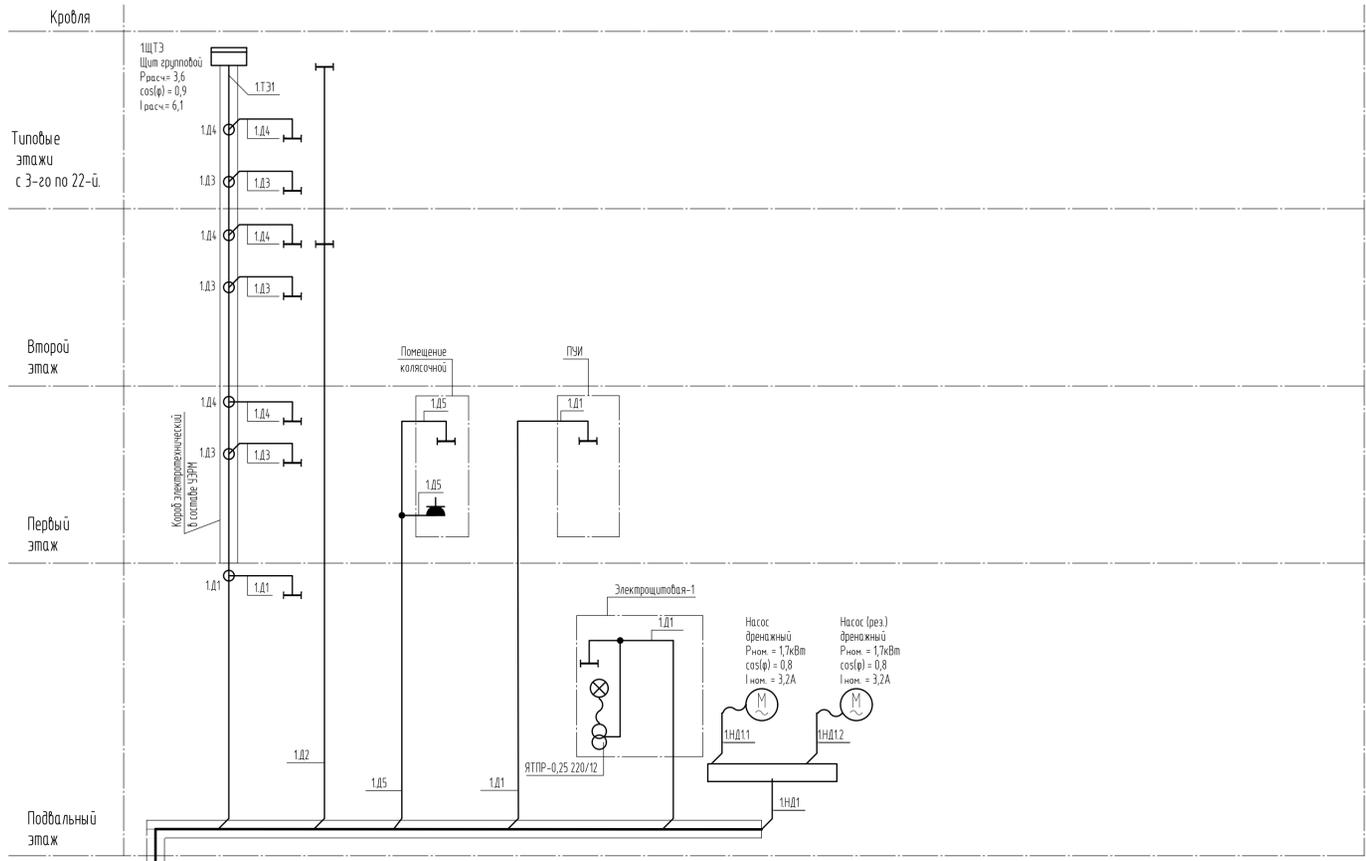 Кровля
1ЩТЭ
Щит групповой
Pрасч.= 3,6
cos(φ) = 0,9
Iрасч.= 6,1
1.ТЭ1
1.Д4
1.Д4
Типовые
этажи
с 3-го по 22-й.
1.Д3
1.Д3
1.Д4
1.Д4
1.Д3
1.Д3
Второй
этаж
Помещение
колясочной
ПУИ
1.Д4
1.Д4
1.Д5
1.Д1
1.Д3
1.Д3
Короб электротехнический
в составе УЭРМ
1.Д5
Первый
этаж
1.Д1
1.Д1
Электрощитовая-1
1.Д1
Насос
дренажный
Pном. = 1,7кВт
cos(φ) = 0,8
Iном. = 3,2А
Насос (рез.)
дренажный
Pном. = 1,7кВт
cos(φ) = 0,8
Iном. = 3,2А
M
~
M
~
1.НД1.1
1.НД1.2
1.Д2
ЯТПР-0,25 220/12
1.Д5
1.Д1
1.НД1
Подвальный
этаж